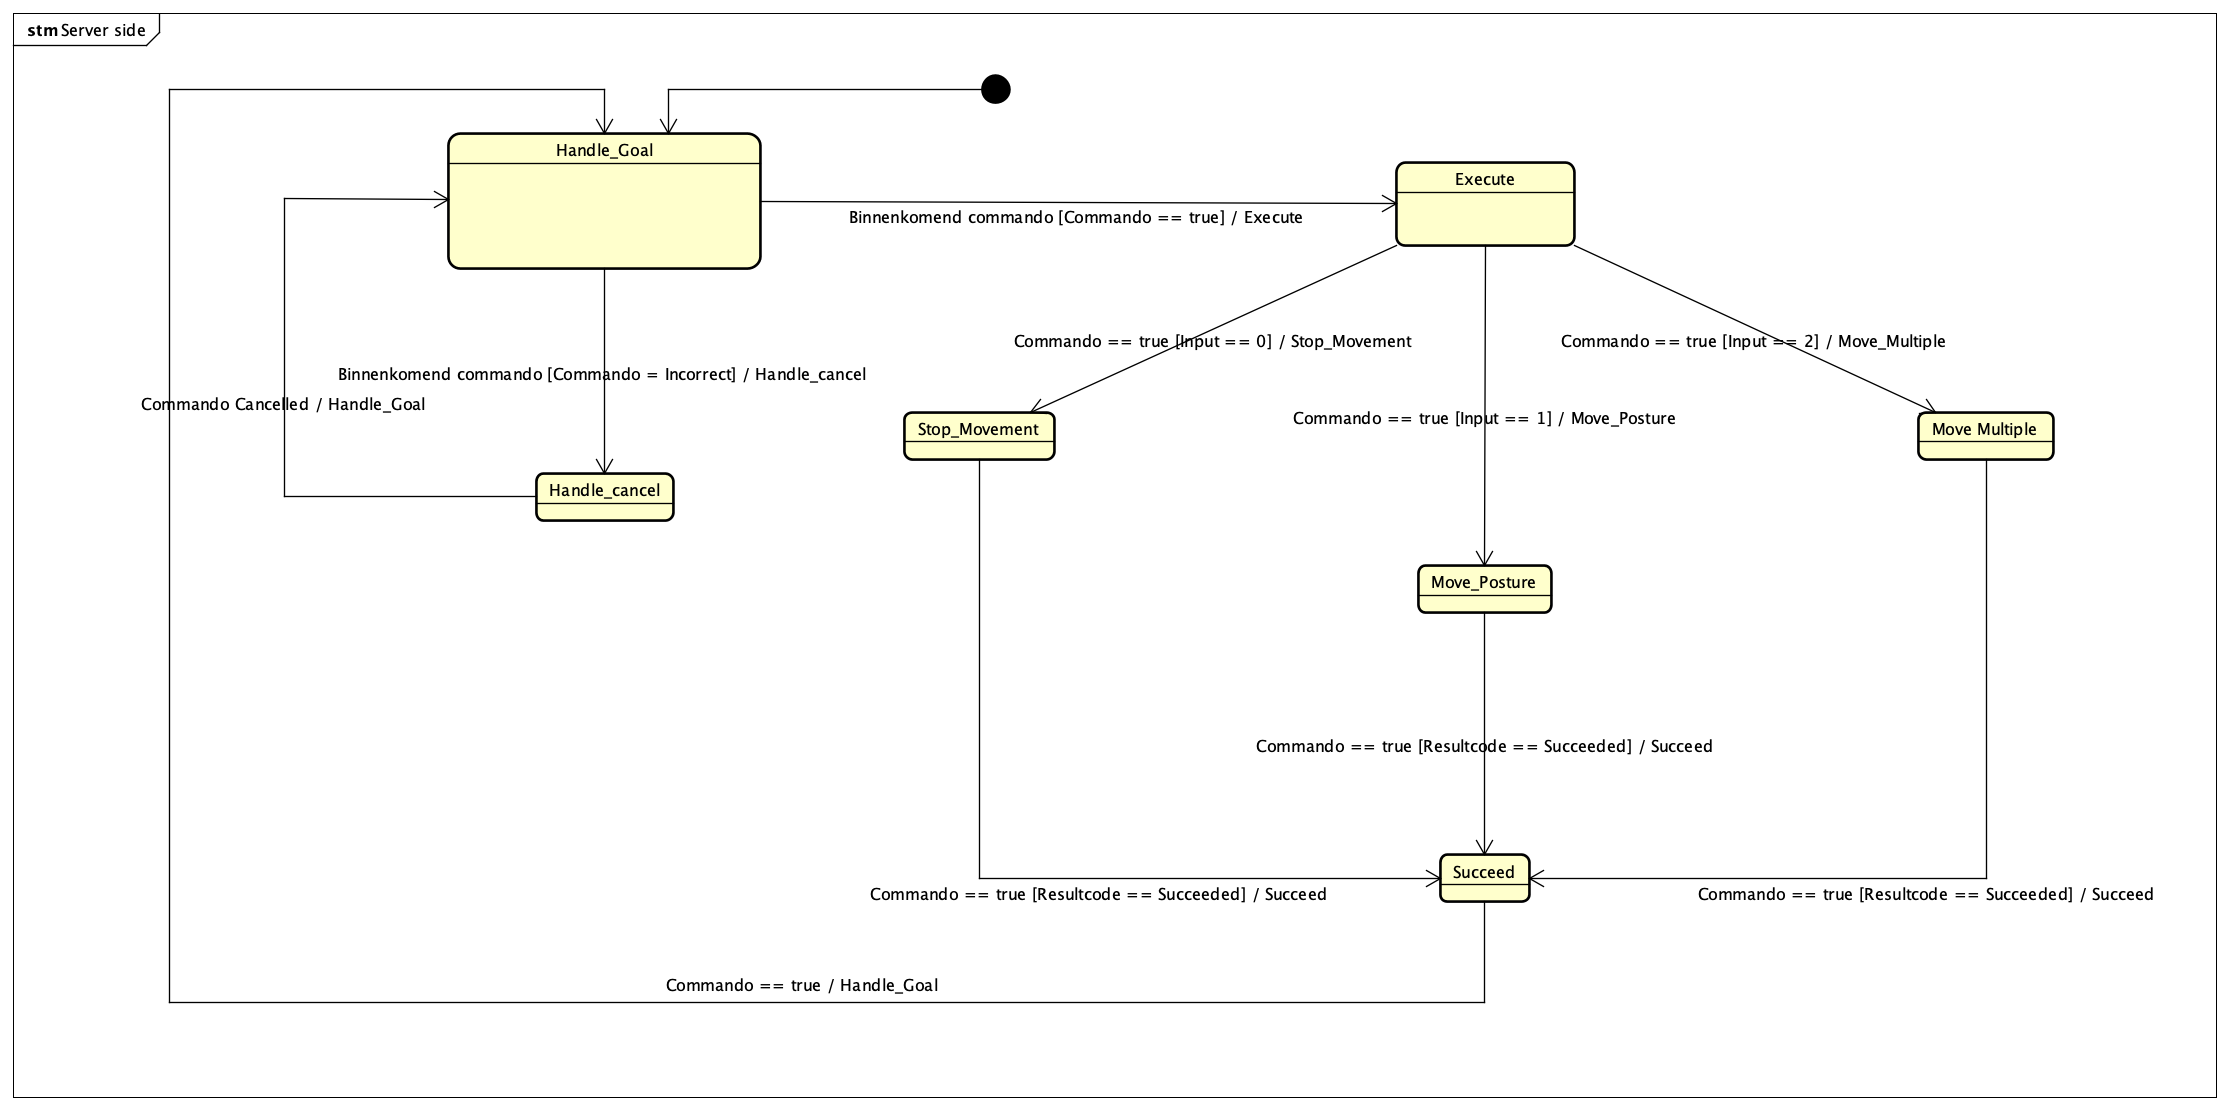 stm Server side
Handle_Goal
Execute
Binnenkomend commando [Commando == true] / Execute
Commando == true [Input == 0] / Stop_Movement
Commando == true [Input == 2] / Move_Multiple
Binnenkomend commando [Commando = Incorrect] / Handle_cancel
Commando Cancelled / Handle_Goal
Commando == true [Input == 1] / Move_Posture
Stop_Movement
Move Multiple
Handle_cancel
Move_Posture
Commando == true [Resultcode == Succeeded] / Succeed
Succeed
Commando == true [Resultcode == Succeeded] / Succeed
Commando == true [Resultcode == Succeeded] / Succeed
Commando == true / Handle_Goal